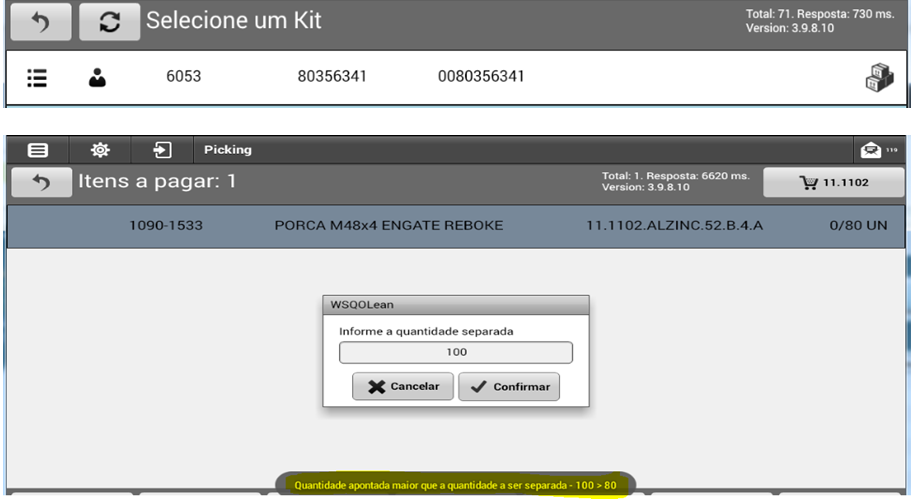 Selecione um Kit
Total: 71. Resposta: 730 ms.
Version: 3.9.8.10
6053 80356341 0080356341
Picking
119
Itens a pagar: 1
Total: 1. Resposta: 6620 ms.
Version: 3.9.8.10
11.1102
1090-1533 PORCA M48x4 ENGATE REBOKE 11.1102.ALZINC.52.B.4.A 0/80 UN
WSQOLean
Informe a quantidade separada
100
Cancelar Confirmar
Quantidade apontada maior que a quantidade a ser separada - 100 > 80